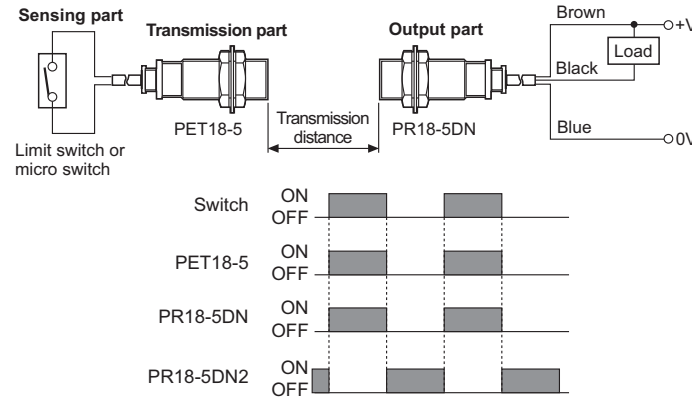 Sensing part
Transmission part
Output part
Brown
+V
Load
Black
Transmission
distance
PET18-5
PR18-5DN
Blue
0V
Limit switch or
micro switch
Switch
ON
OFF
PET18-5
ON
OFF
PR18-5DN
ON
OFF
PR18-5DN2
ON
OFF